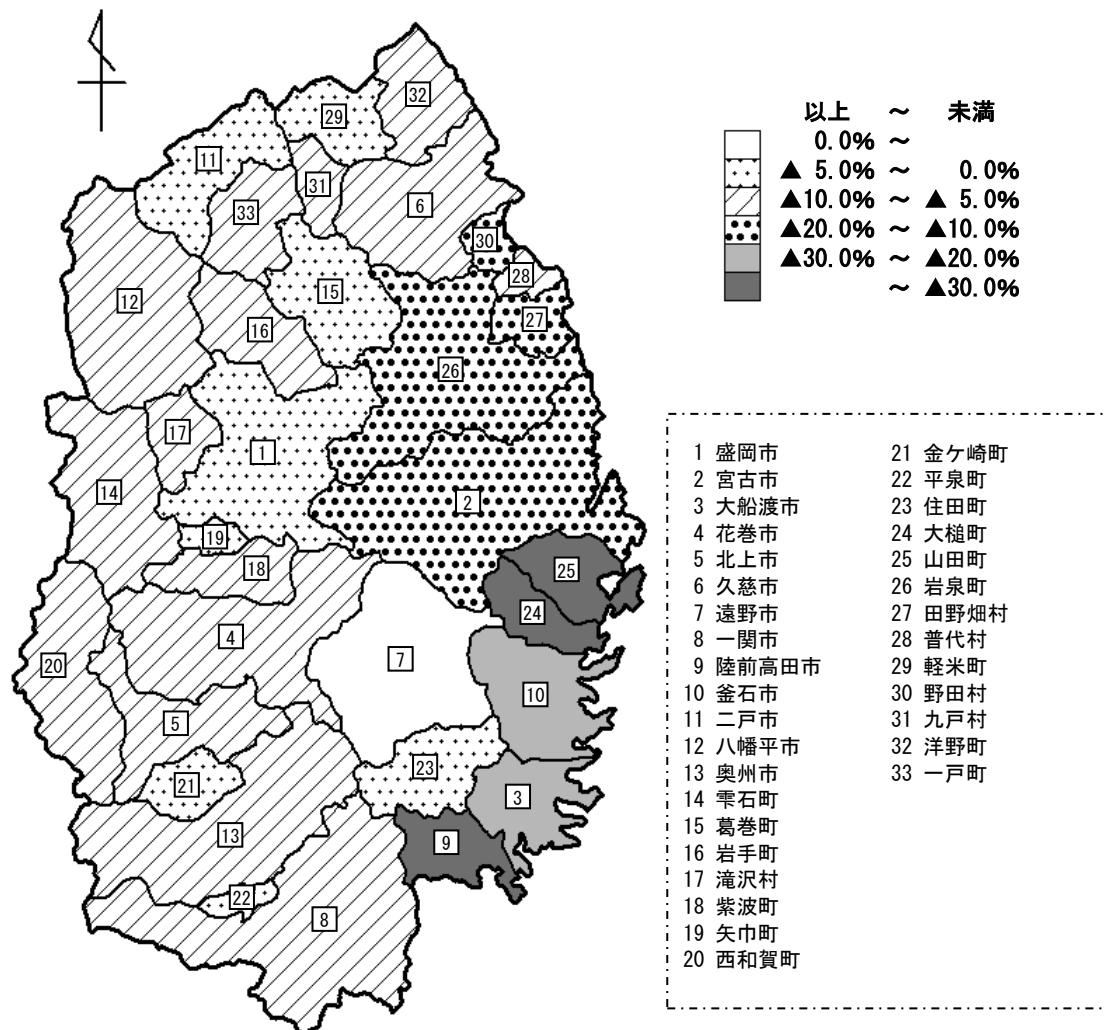 以上 ～ 未満
0.0% ～
▲ 5.0% ～ 0.0%
▲10.0% ～ ▲ 5.0%
▲20.0% ～ ▲10.0%
▲30.0% ～ ▲20.0%
～ ▲30.0%
32
29
11
31
33
6
30
28
15
12
27
16
26
17
1
14
2
19
18
25
24
4
20
7
10
5
23
21
3
13
9
22
8
1 盛岡市
2 宮古市
3 大船渡市
4 花巻市
5 北上市
6 久慈市
7 遠野市
8 一関市
9 陸前高田市
10 釜石市
11 二戸市
12 八幡平市
13 奥州市
14 雫石町
15 葛巻町
16 岩手町
17 滝沢村
18 紫波町
19 矢巾町
20 西和賀町
21 金ケ崎町
22 平泉町
23 住田町
24 大槌町
25 山田町
26 岩泉町
27 田野畑村
28 普代村
29 軽米町
30 野田村
31 九戸村
32 洋野町
33 一戸町